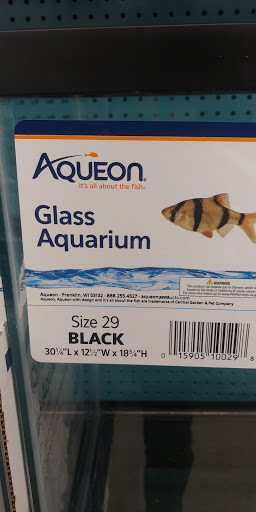 AQUEON®
it's all about the fish.
Glass
Aquarium
WARNING
Aqueon - Franklin, WI 53132 - 888.255.4527 - aqueonproducts.com
Aqueon, Aqueon with design and it's all about the fish are trademarks of Central Garden & Pet Company
Size 29
BLACK
30¼"L x 12½"W x 18¾"H
0 15905 10029 8